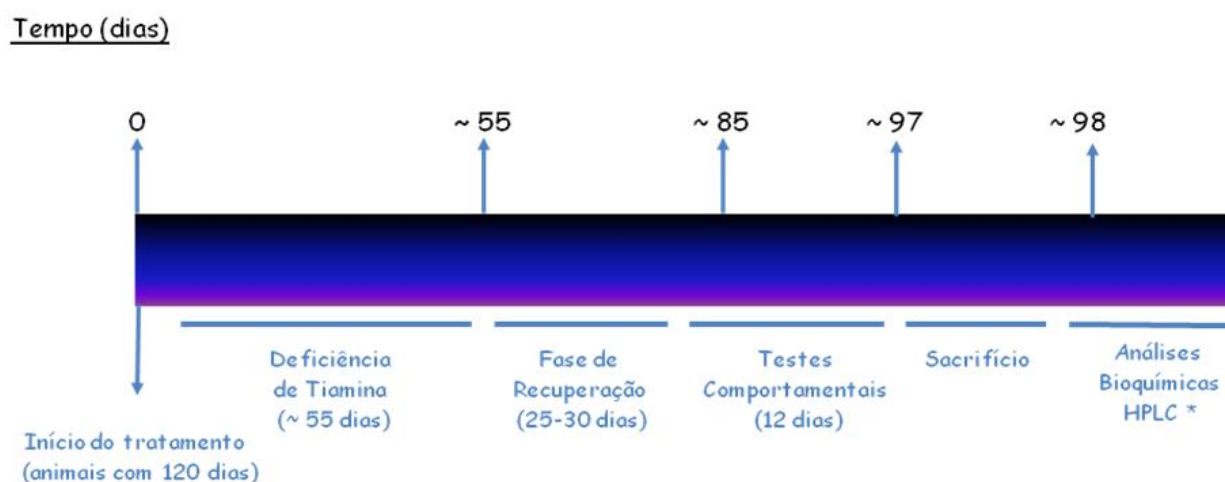 Tempo (dias)
0
~ 55
~ 85
~ 97
~ 98
Deficiência
de Tiamina
(~ 55 dias)
Fase de
Recuperação
(25-30 dias)
Testes
Comportamentais
(12 dias)
Sacrifício
Análises
Bioquímicas
HPLC *
Início do tratamento
(animais com 120 dias)